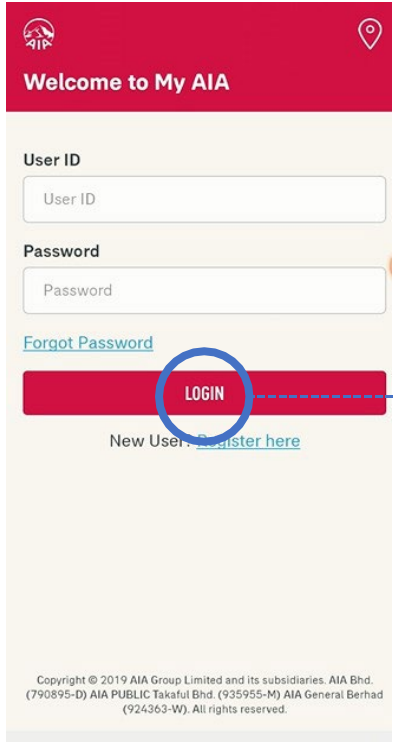 AIA
Welcome to My AIA
User ID
User ID
Password
Password
Forgot Password
LOGIN
New User? Register here
Copyright © 2019 AIA Group Limited and its subsidiaries. AIA Bhd.
(790895-D) AIA PUBLIC Takaful Bhd. (935955-M) AIA General Berhad
(924363-W). All rights reserved.